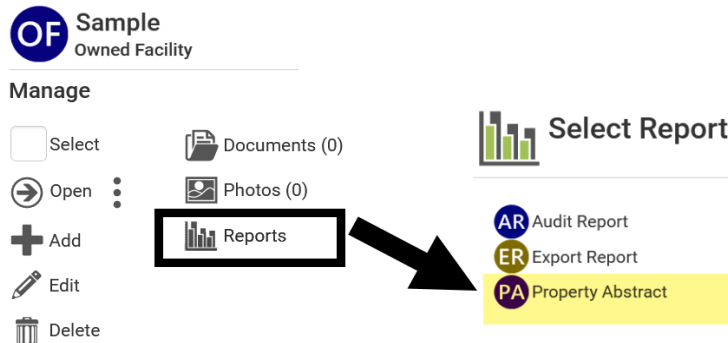 OF Sample
Owned Facility
Manage
Select
Open
Add
Edit
Delete
Documents (0)
Photos (0)
Reports
Select Report
AR Audit Report
ER Export Report
PA Property Abstract